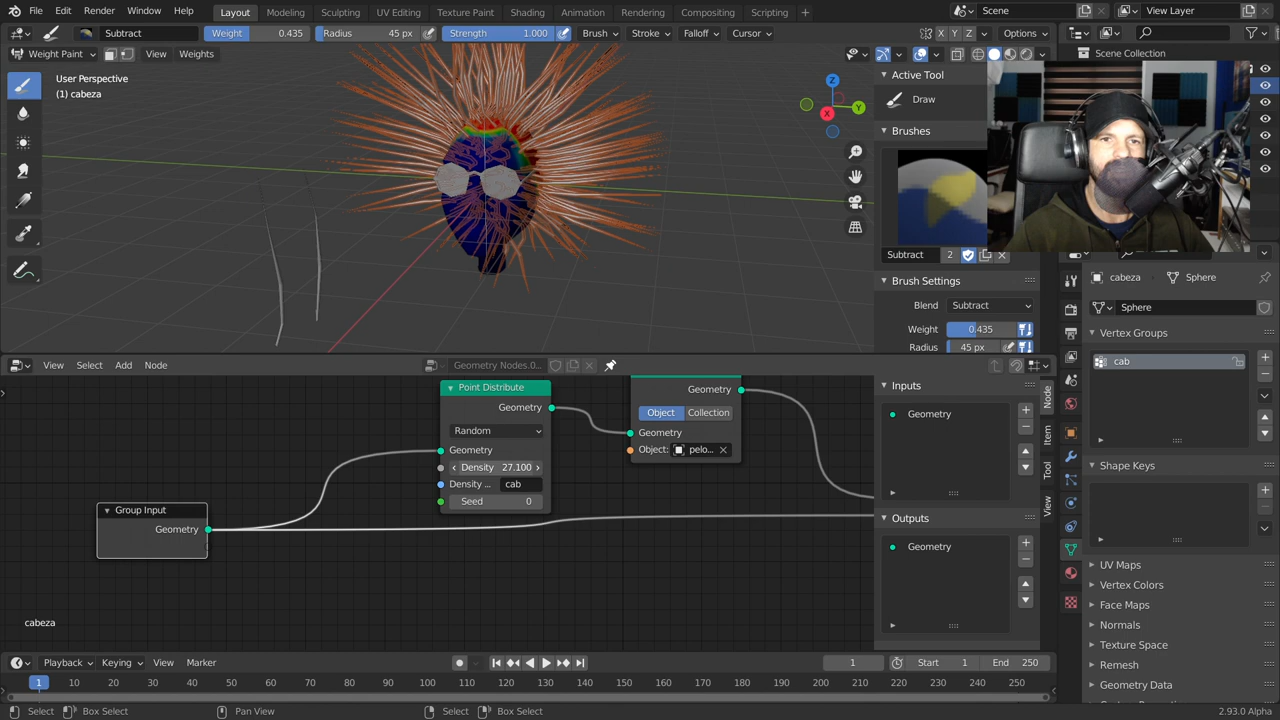 File Edit Render Window Help Layout Modeling Sculpting UV Editing Texture Paint Shading Animation Rendering Compositing Scripting + Scene View Layer
Subtract Weight 0.435 Radius 45 px Strength 1.000 Brush Stroke Falloff Cursor X Y Z Options
Weight Paint View Weights
Scene Collection
User Perspective
(1) cabeza
Z
Y
X
Active Tool
Draw
Brushes
Subtract 2
Brush Settings
Blend Subtract
Weight 0.435
Radius 45 px
cabeza Sphere
Sphere
Vertex Groups
cab
Shape Keys
UV Maps
Vertex Colors
Face Maps
Normals
Texture Space
Remesh
Geometry Data
View Select Add Node Geometry Nodes.0...
Point Distribute
Geometry
Random
Geometry
Density 27.100
Density ... cab
Seed 0
Geometry
Object Collection
Geometry
Object: pelo...
Group Input
Geometry
Inputs
Geometry
Outputs
Geometry
Node
Item
Tool
View
cabeza
Playback Keying View Marker 1 Start 1 End 250
1 10 20 30 40 50 60 70 80 90 100 110 120 130 140 150 160 170 180 190 200 210 220 230 240 250
Select Box Select Pan View Select Box Select 2.93.0 Alpha